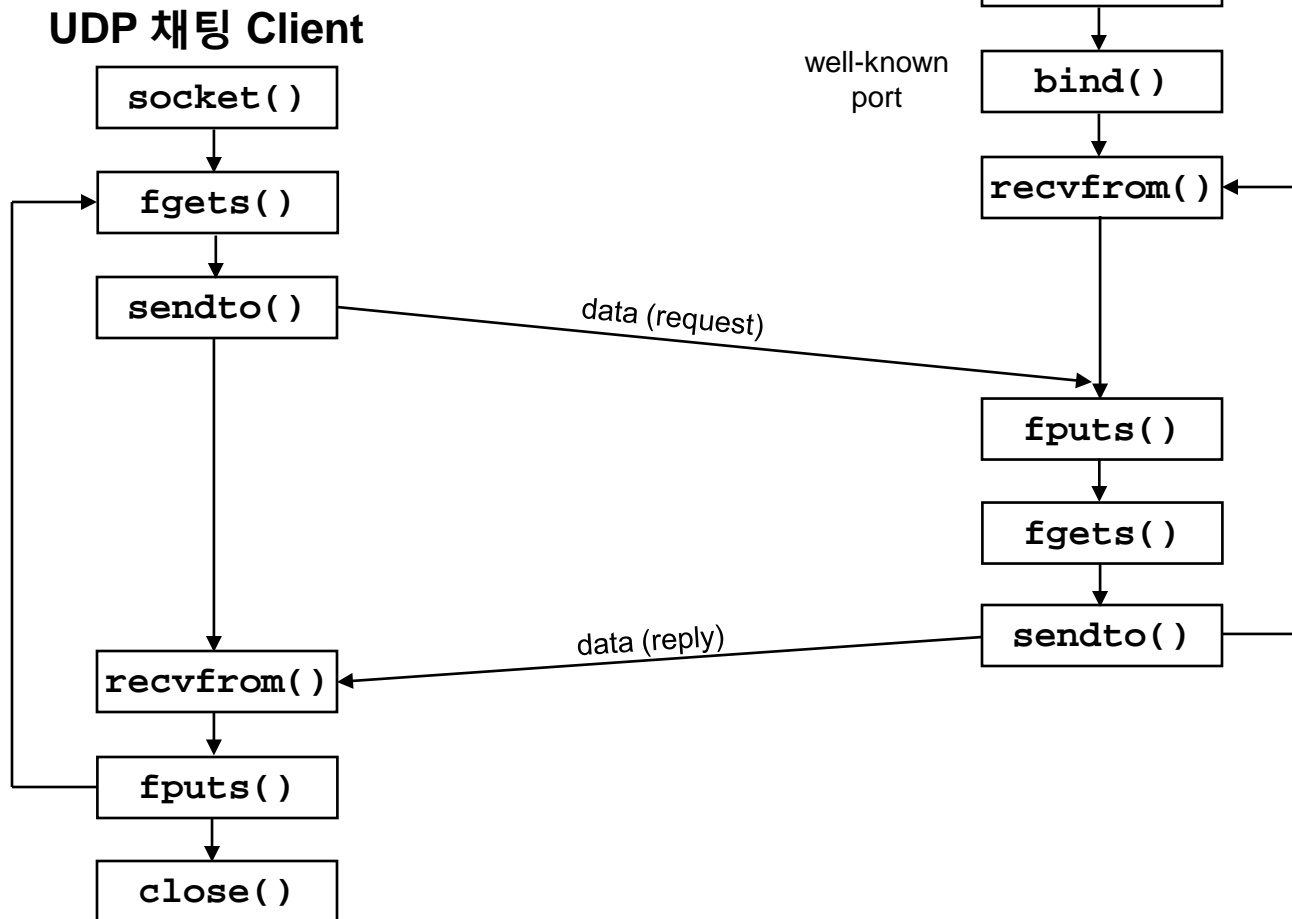 UDP 채팅 Client
socket()
fgets()
sendto()
recvfrom()
fputs()
close()
data (request)
data (reply)
well-known
port
bind()
recvfrom()
fputs()
fgets()
sendto()